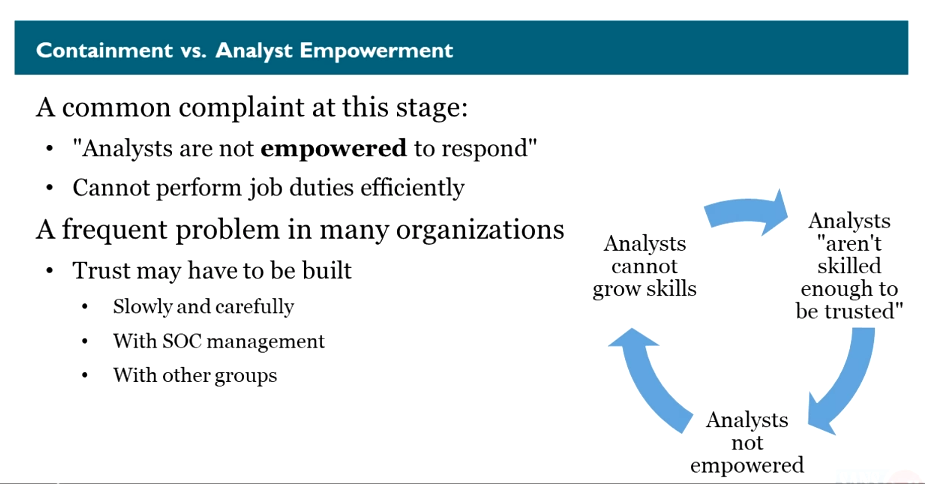 Containment vs. Analyst Empowerment
A common complaint at this stage:
• "Analysts are not empowered to respond"
• Cannot perform job duties efficiently
A frequent problem in many organizations
• Trust may have to be built
• Slowly and carefully
• With SOC management
• With other groups
Analysts
cannot
grow skills
Analysts
"aren't
skilled
enough to
be trusted"
Analysts
not
empowered